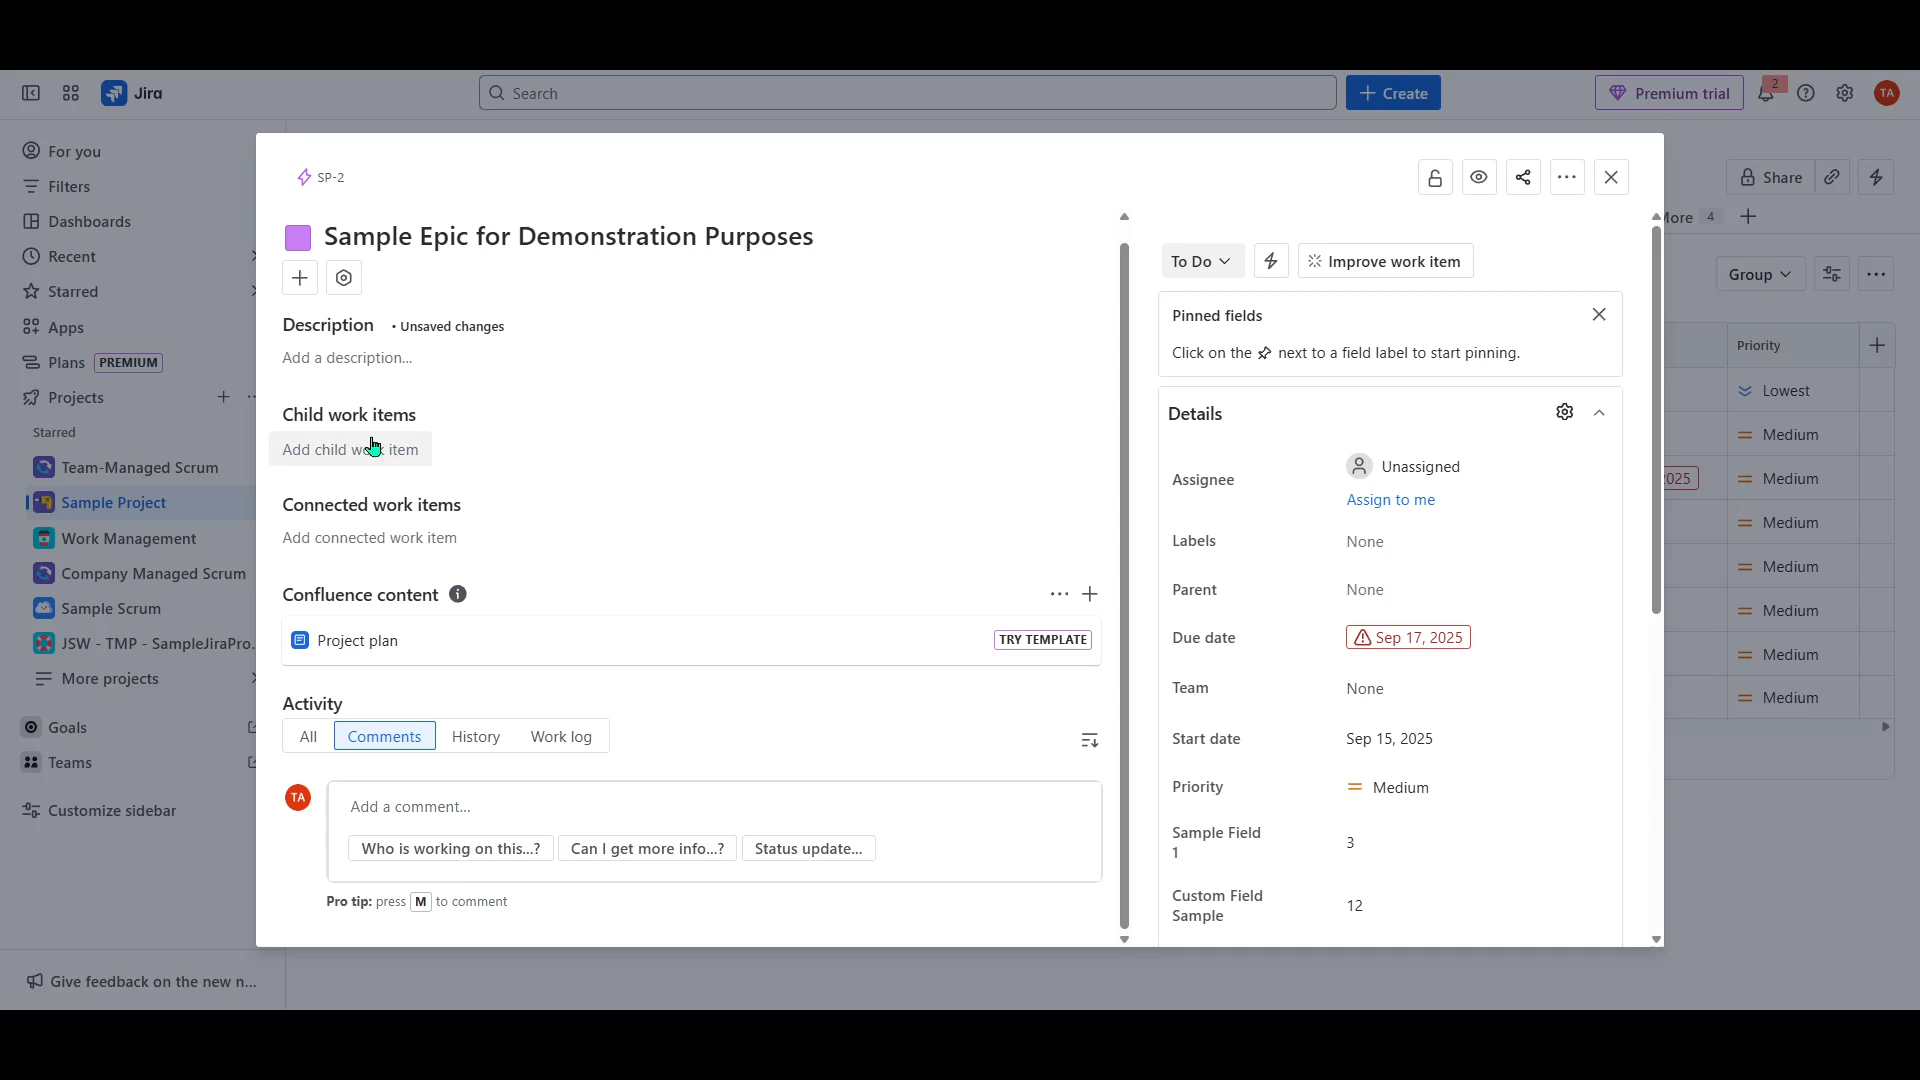 Jira
Search
Create
Premium trial
2
TA
For you
Filters
Dashboards
Recent
Starred
Apps
Plans PREMIUM
Projects
Starred
Team-Managed Scrum
Sample Project
Work Management
Company Managed Scrum
Sample Scrum
JSW - TMP - SampleJiraPro...
More projects
Goals
Teams
Customize sidebar
Give feedback on the new n...
SP-2
Sample Epic for Demonstration Purposes
Description • Unsaved changes
Add a description...
Child work items
Add child work item
Connected work items
Add connected work item
Confluence content
Project plan TRY TEMPLATE
Activity
All Comments History Work log
TA
Add a comment...
Who is working on this...? Can I get more info...? Status update...
Pro tip: press M to comment
To Do Improve work item
Pinned fields
Click on the next to a field label to start pinning.
Details
Assignee Unassigned
Assign to me
Labels None
Parent None
Due date Sep 17, 2025
Team None
Start date Sep 15, 2025
Priority Medium
Sample Field 3
1
Custom Field 12
Sample
Share
4
Group
Priority
Lowest
Medium
Medium
Medium
Medium
Medium
Medium
Medium